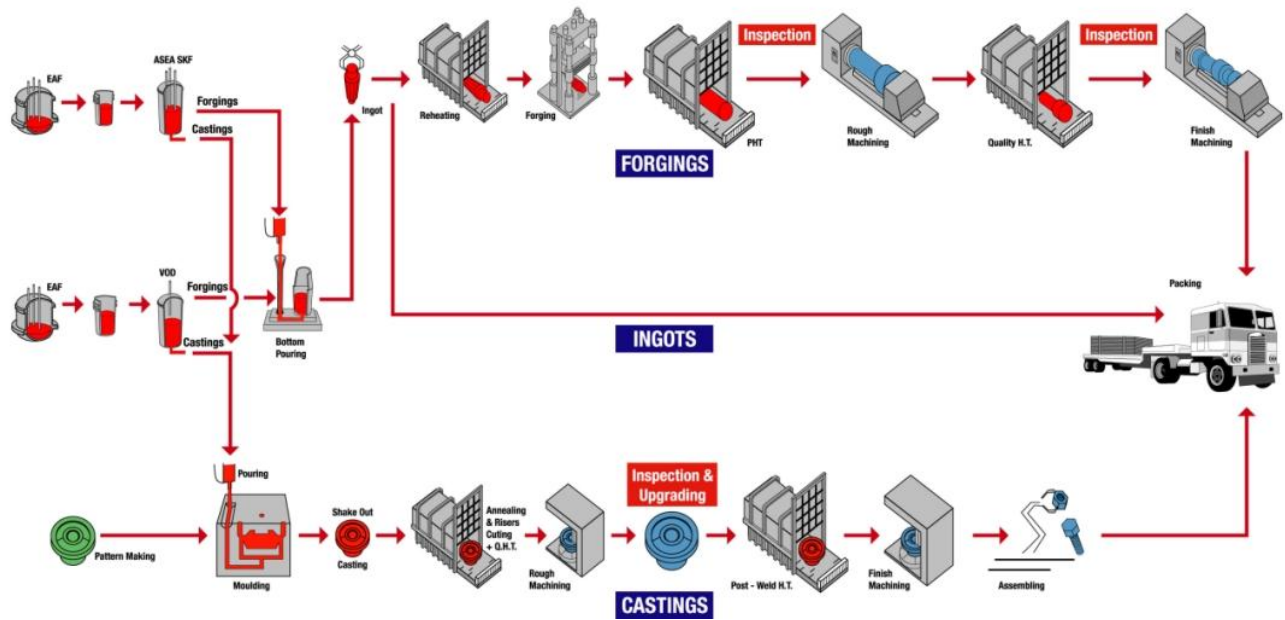 EAF
ASEA SKF
Forgings
Castings
Ingot
Reheating
Forging
PHT
Inspection
Rough
Machining
Quality H.T.
Inspection
Finish
Machining
FORGINGS
EAF
VOD
Forgings
Castings
Bottom
Pouring
INGOTS
Packing
Pattern Making
Pouring
Moulding
Shake Out
Casting
Annealing
& Risers
Cuting
+ Q.H.T.
Rough
Machining
Inspection &
Upgrading
Post - Weld H.T.
Finish
Machining
Assembling
CASTINGS